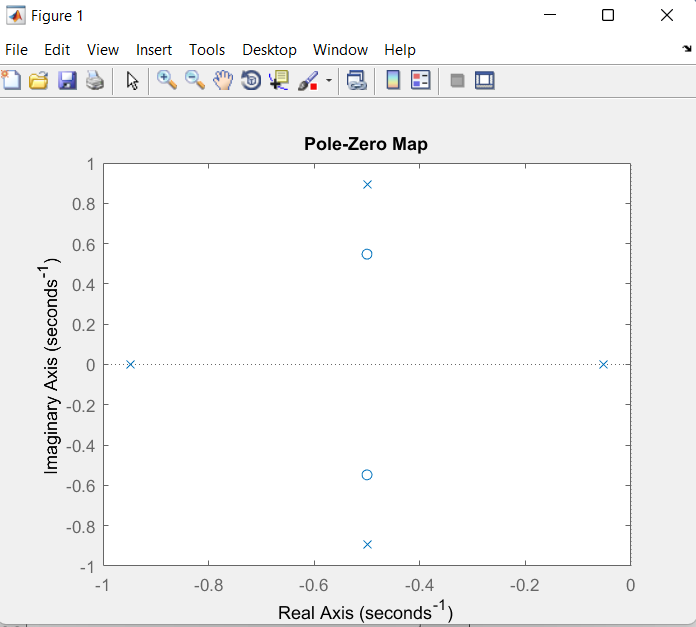 Figure 1
File Edit View Insert Tools Desktop Window Help
Pole-Zero Map
1
0.8
0.6
0.4
0.2
0
-0.2
-0.4
-0.6
-0.8
-1
Imaginary Axis (seconds⁻¹)
-1 -0.8 -0.6 -0.4 -0.2 0
Real Axis (seconds⁻¹)